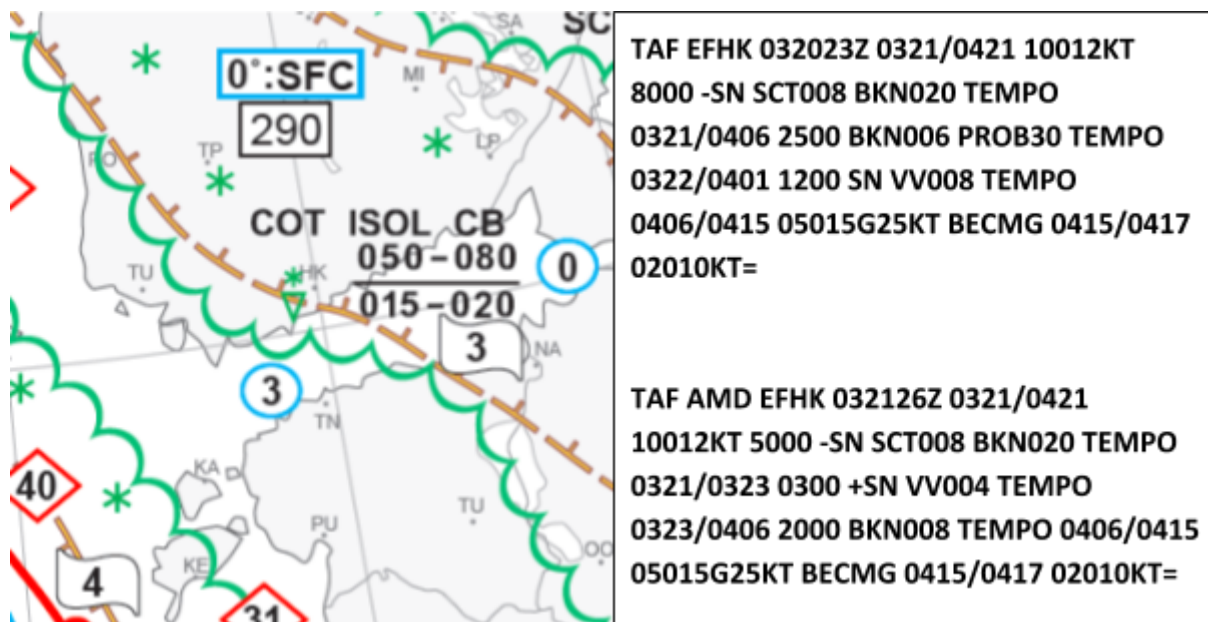 SC
SA
0°:SFC
MI
290
LP
PO
TP
COT ISOL CB
050-080
HK
0
TU
015-020
3
NA
3
TN
40
KA
TU
PU
OO
KE
4
31
TAF EFHK 032023Z 0321/0421 10012KT
8000 -SN SCT008 BKN020 TEMPO
0321/0406 2500 BKN006 PROB30 TEMPO
0322/0401 1200 SN VV008 TEMPO
0406/0415 05015G25KT BECMG 0415/0417
02010KT=
TAF AMD EFHK 032126Z 0321/0421
10012KT 5000 -SN SCT008 BKN020 TEMPO
0321/0323 0300 +SN VV004 TEMPO
0323/0406 2000 BKN008 TEMPO 0406/0415
05015G25KT BECMG 0415/0417 02010KT=